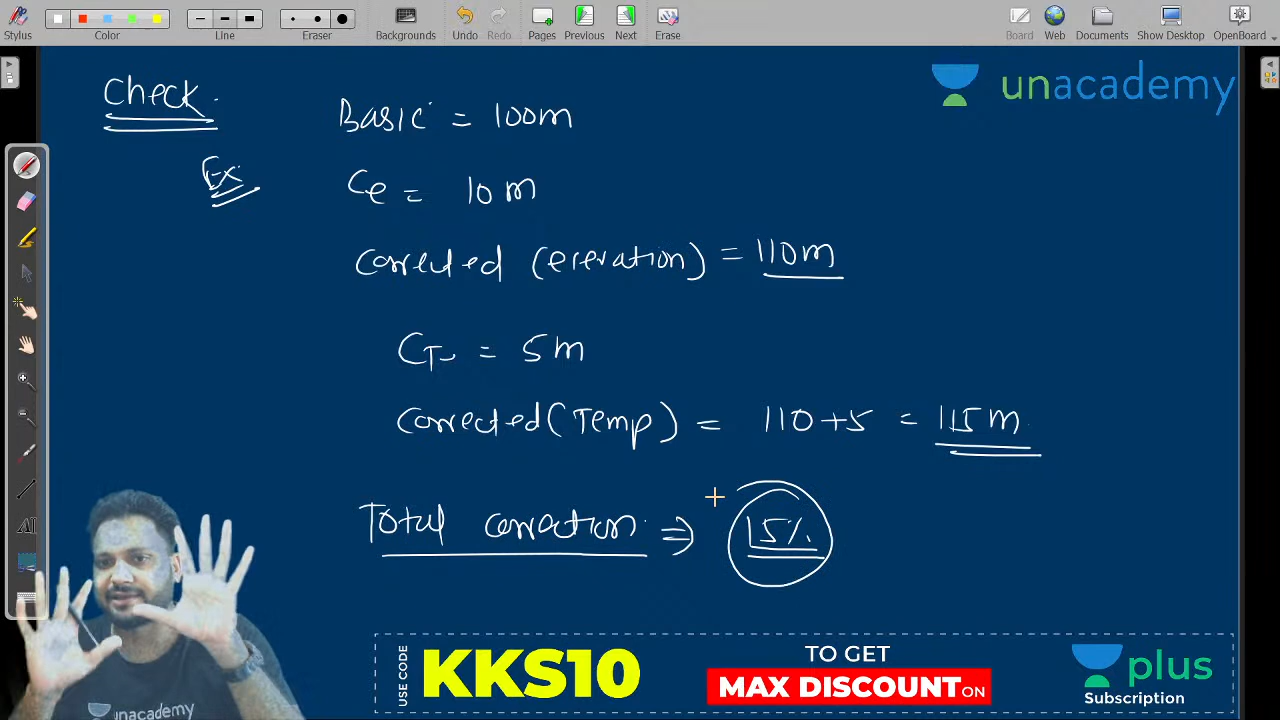 Stylus
Color
Line
Eraser
Backgrounds
Undo
Redo
Pages
Previous
Next
Erase
Board
Web
Documents
Show Desktop
OpenBoard
unacademy
Check.
Basic = 100m
Ex:
Ce = 10m
Corrected (elevation) = 110m
CT = 5m
Corrected (Temp) = 110+5 = 115m
Total correction ⇒ 15%
unacademy
USE CODE
KKS10
TO GET
MAX DISCOUNT ON
plus
Subscription